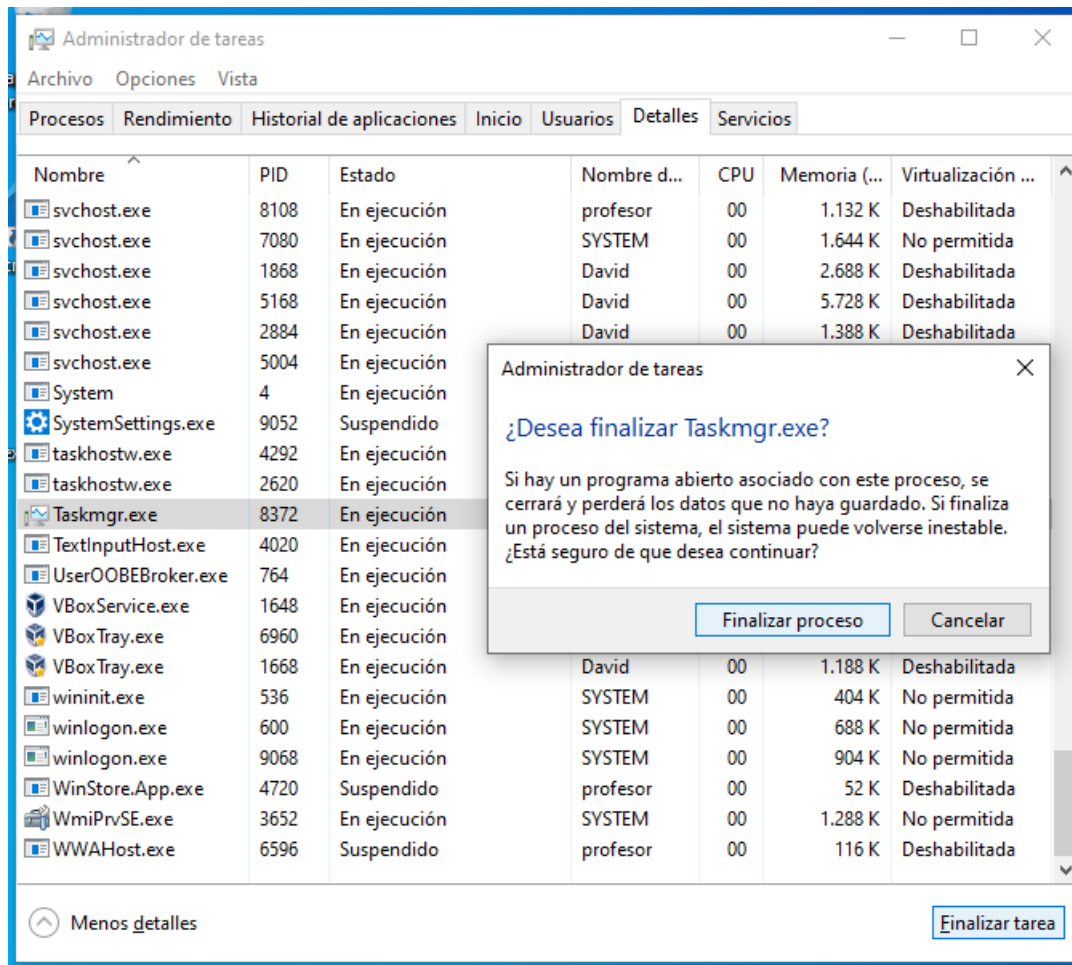 Administrador de tareas
Archivo Opciones Vista
Procesos Rendimiento Historial de aplicaciones Inicio Usuarios Detalles Servicios
Nombre PID Estado Nombre d... CPU Memoria (... Virtualización ...
svchost.exe 8108 En ejecución profesor 00 1.132 K Deshabilitada
svchost.exe 7080 En ejecución SYSTEM 00 1.644 K No permitida
svchost.exe 1868 En ejecución David 00 2.688 K Deshabilitada
svchost.exe 5168 En ejecución David 00 5.728 K Deshabilitada
svchost.exe 2884 En ejecución David 00 1.388 K Deshabilitada
svchost.exe 5004 En ejecución
System 4 En ejecución
SystemSettings.exe 9052 Suspendido
taskhostw.exe 4292 En ejecución
taskhostw.exe 2620 En ejecución
Taskmgr.exe 8372 En ejecución
TextInputHost.exe 4020 En ejecución
UserOOBEBroker.exe 764 En ejecución
VBoxService.exe 1648 En ejecución
VBoxTray.exe 6960 En ejecución
VBoxTray.exe 1668 En ejecución David 00 1.188 K Deshabilitada
wininit.exe 536 En ejecución SYSTEM 00 404 K No permitida
winlogon.exe 600 En ejecución SYSTEM 00 688 K No permitida
winlogon.exe 9068 En ejecución SYSTEM 00 904 K No permitida
WinStore.App.exe 4720 Suspendido profesor 00 52 K Deshabilitada
WmiPrvSE.exe 3652 En ejecución SYSTEM 00 1.288 K No permitida
WWAHost.exe 6596 Suspendido profesor 00 116 K Deshabilitada
Administrador de tareas
¿Desea finalizar Taskmgr.exe?
Si hay un programa abierto asociado con este proceso, se
cerrará y perderá los datos que no haya guardado. Si finaliza
un proceso del sistema, el sistema puede volverse inestable.
¿Está seguro de que desea continuar?
Finalizar proceso Cancelar
Menos detalles Finalizar tarea